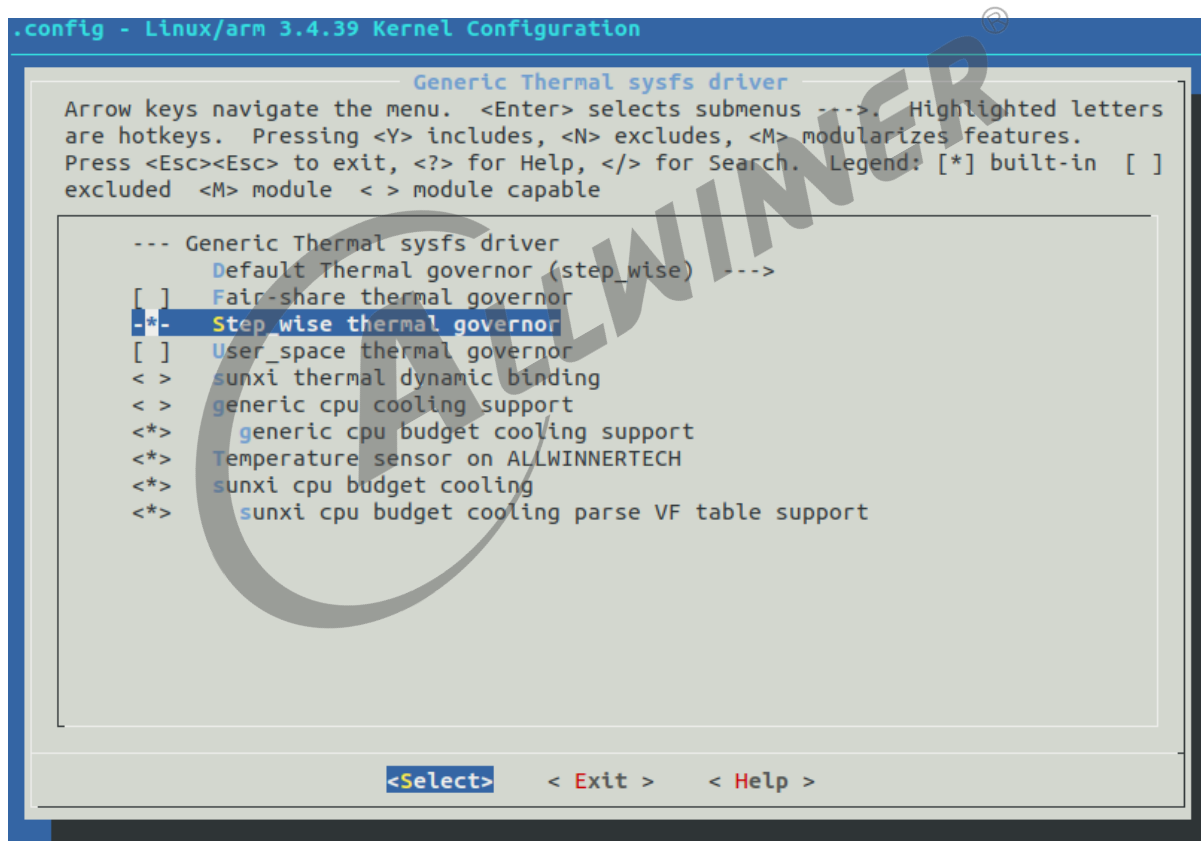 .config - Linux/arm 3.4.39 Kernel Configuration
Generic Thermal sysfs driver
Arrow keys navigate the menu.  <Enter> selects submenus --->.  Highlighted letters
are hotkeys.  Pressing <Y> includes, <N> excludes, <M> modularizes features.
Press <Esc><Esc> to exit, <?> for Help, </> for Search.  Legend: [*] built-in  [ ]
excluded  <M> module  < > module capable
--- Generic Thermal sysfs driver
Default Thermal governor (step_wise)  --->
[ ]   Fair-share thermal governor
-*-   Step_wise thermal governor
[ ]   User_space thermal governor
< >   sunxi thermal dynamic binding
< >   generic cpu cooling support
<*>     generic cpu budget cooling support
<*>   Temperature sensor on ALLWINNERTECH
<*>   sunxi cpu budget cooling
<*>     sunxi cpu budget cooling parse VF table support
<Select>    < Exit >    < Help >
ALLWINNER®